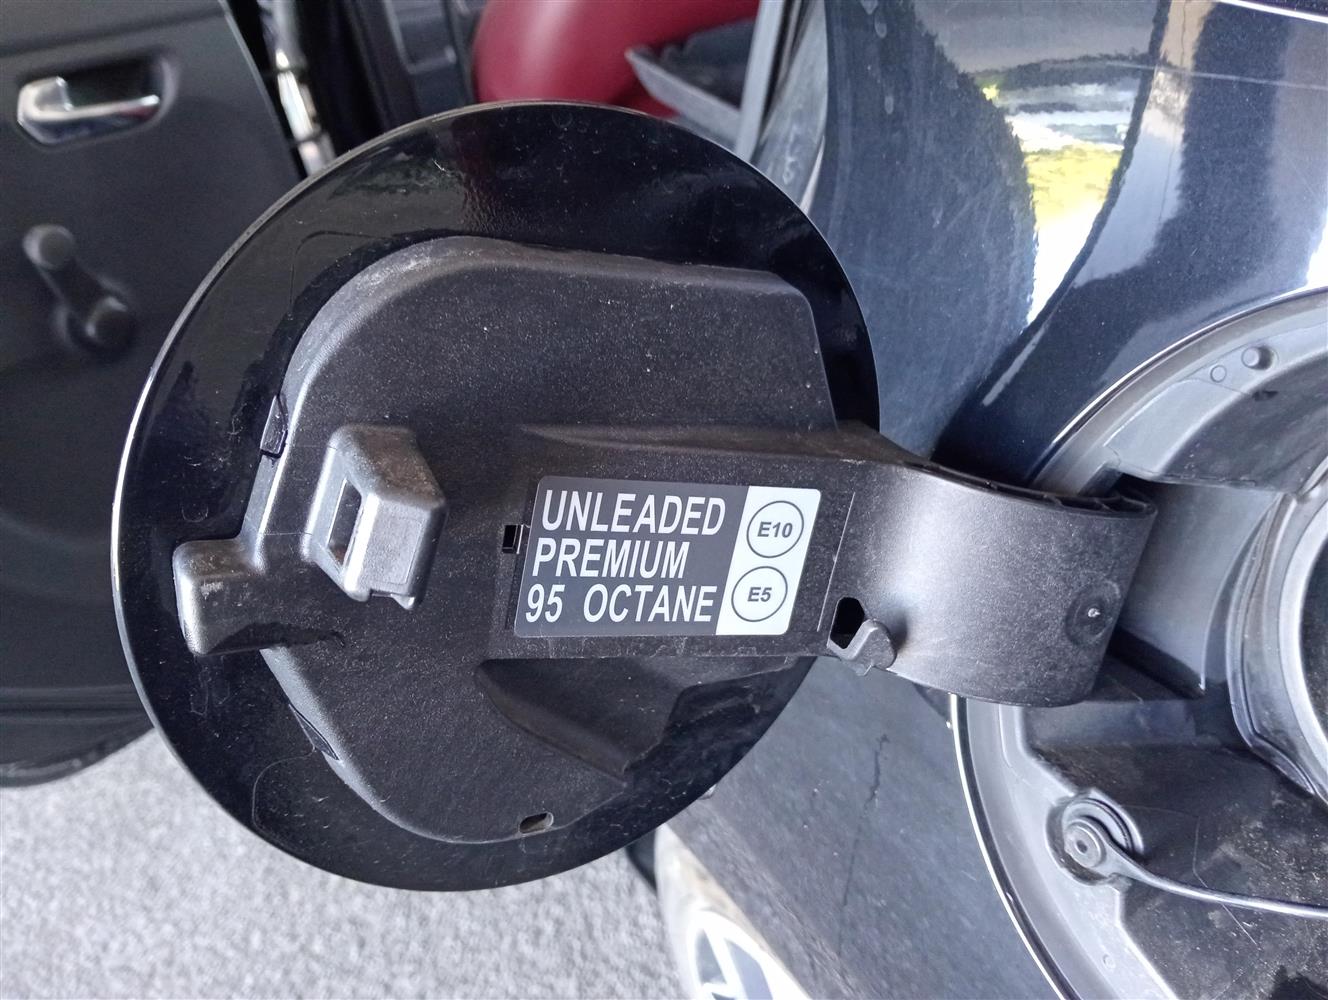 UNLEADED
PREMIUM
95 OCTANE
E10
E5